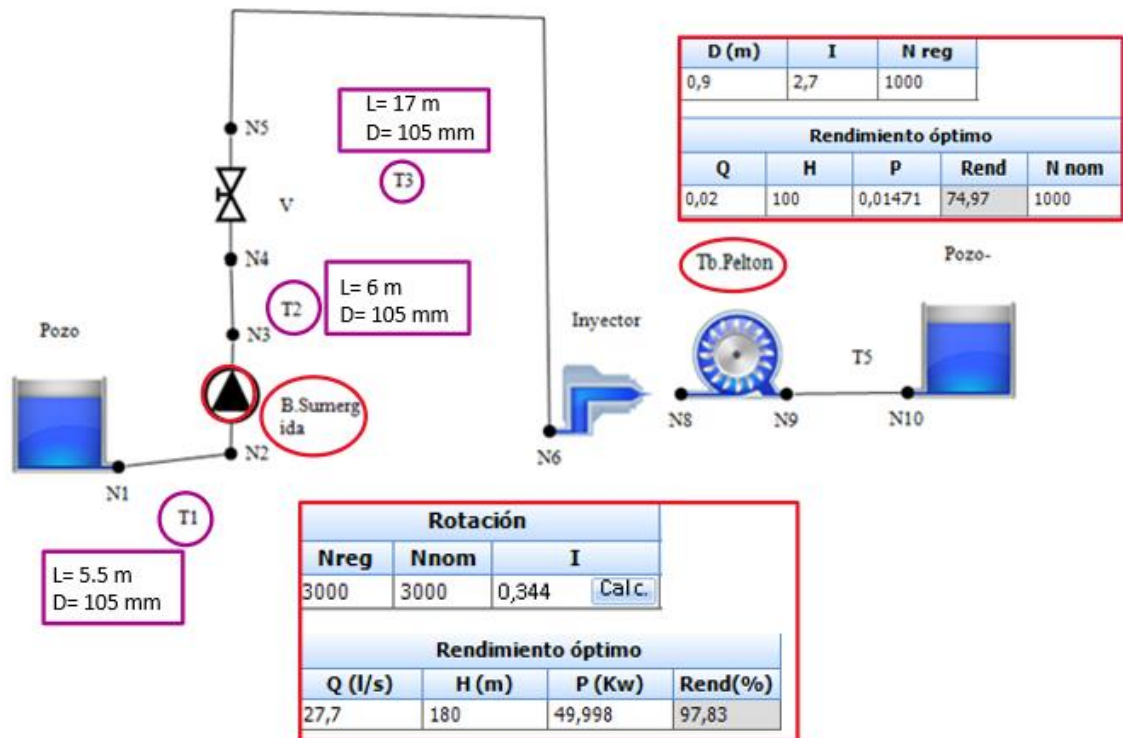 D (m) I N reg
0,9 2,7 1000
Rendimiento óptimo
Q H P Rend N nom
0,02 100 0,01471 74,97 1000
L= 17 m
D= 105 mm
T3
N5
V
N4
L= 6 m
D= 105 mm
T2
N3
Pozo
B.Sumerg
ida
N2
N1
T1
L= 5.5 m
D= 105 mm
Inyector
N6
Tb.Pelton
N8
N9
T5
N10
Pozo-
Rotación
Nreg Nnom I
3000 3000 0,344 Calc.
Rendimiento óptimo
Q (l/s) H (m) P (Kw) Rend(%)
27,7 180 49,998 97,83